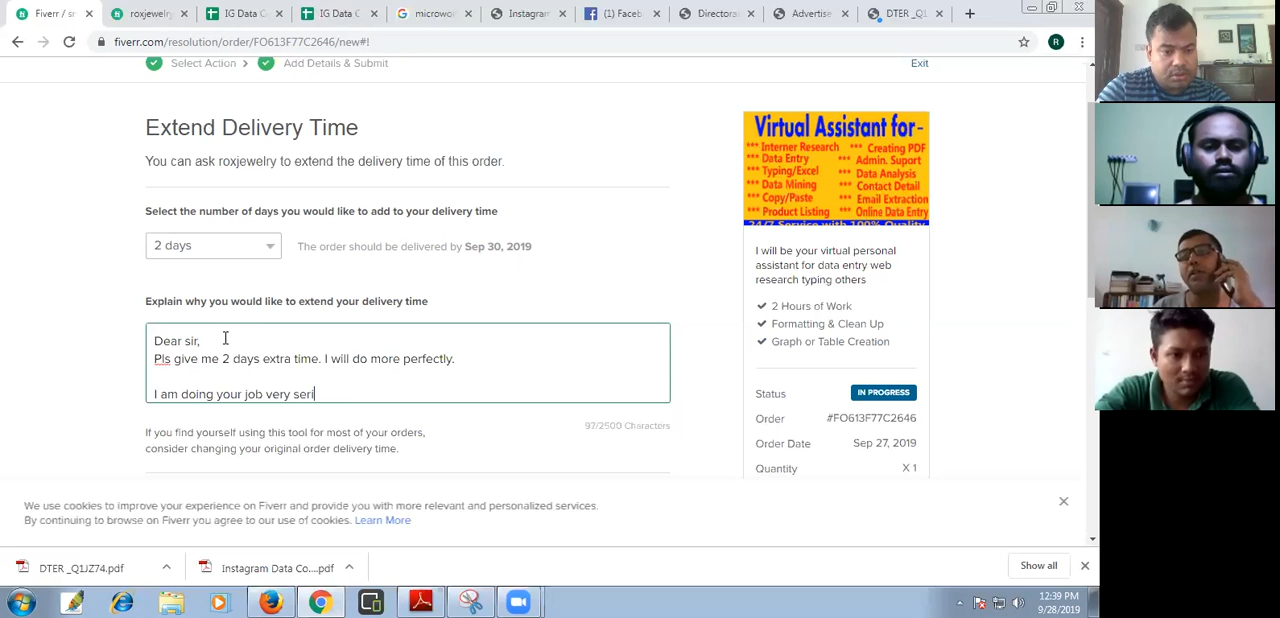 Fiverr / sr
roxjewelry
IG Data C
IG Data C
microwo
Instagram
(1) Faceb
Directora
Advertise
DTER _Q1
fiverr.com/resolution/order/FO613F77C2646/new#!
R
Select Action
Add Details & Submit
Exit
Extend Delivery Time
You can ask roxjewelry to extend the delivery time of this order.
Select the number of days you would like to add to your delivery time
2 days
The order should be delivered by Sep 30, 2019
Explain why you would like to extend your delivery time
Dear sir,
Pls give me 2 days extra time. I will do more perfectly.
I am doing your job very seri
97/2500 Characters
If you find yourself using this tool for most of your orders,
consider changing your original order delivery time.
Virtual Assistant for-
*** Interner Research
*** Creating PDF
*** Data Entry
*** Admin. Suport
*** Typing/Excel
*** Data Analysis
*** Data Mining
*** Contact Detail
*** Copy/Paste
*** Email Extraction
*** Product Listing
*** Online Data Entry
24/7 Service with 100% Quality
I will be your virtual personal
assistant for data entry web
research typing others
2 Hours of Work
Formatting & Clean Up
Graph or Table Creation
Status
IN PROGRESS
Order
#FO613F77C2646
Order Date
Sep 27, 2019
Quantity
X 1
We use cookies to improve your experience on Fiverr and provide you with more relevant and personalized services.
By continuing to browse on Fiverr you agree to our use of cookies. Learn More
DTER _Q1JZ74.pdf
Instagram Data Co....pdf
Show all
12:39 PM
9/28/2019